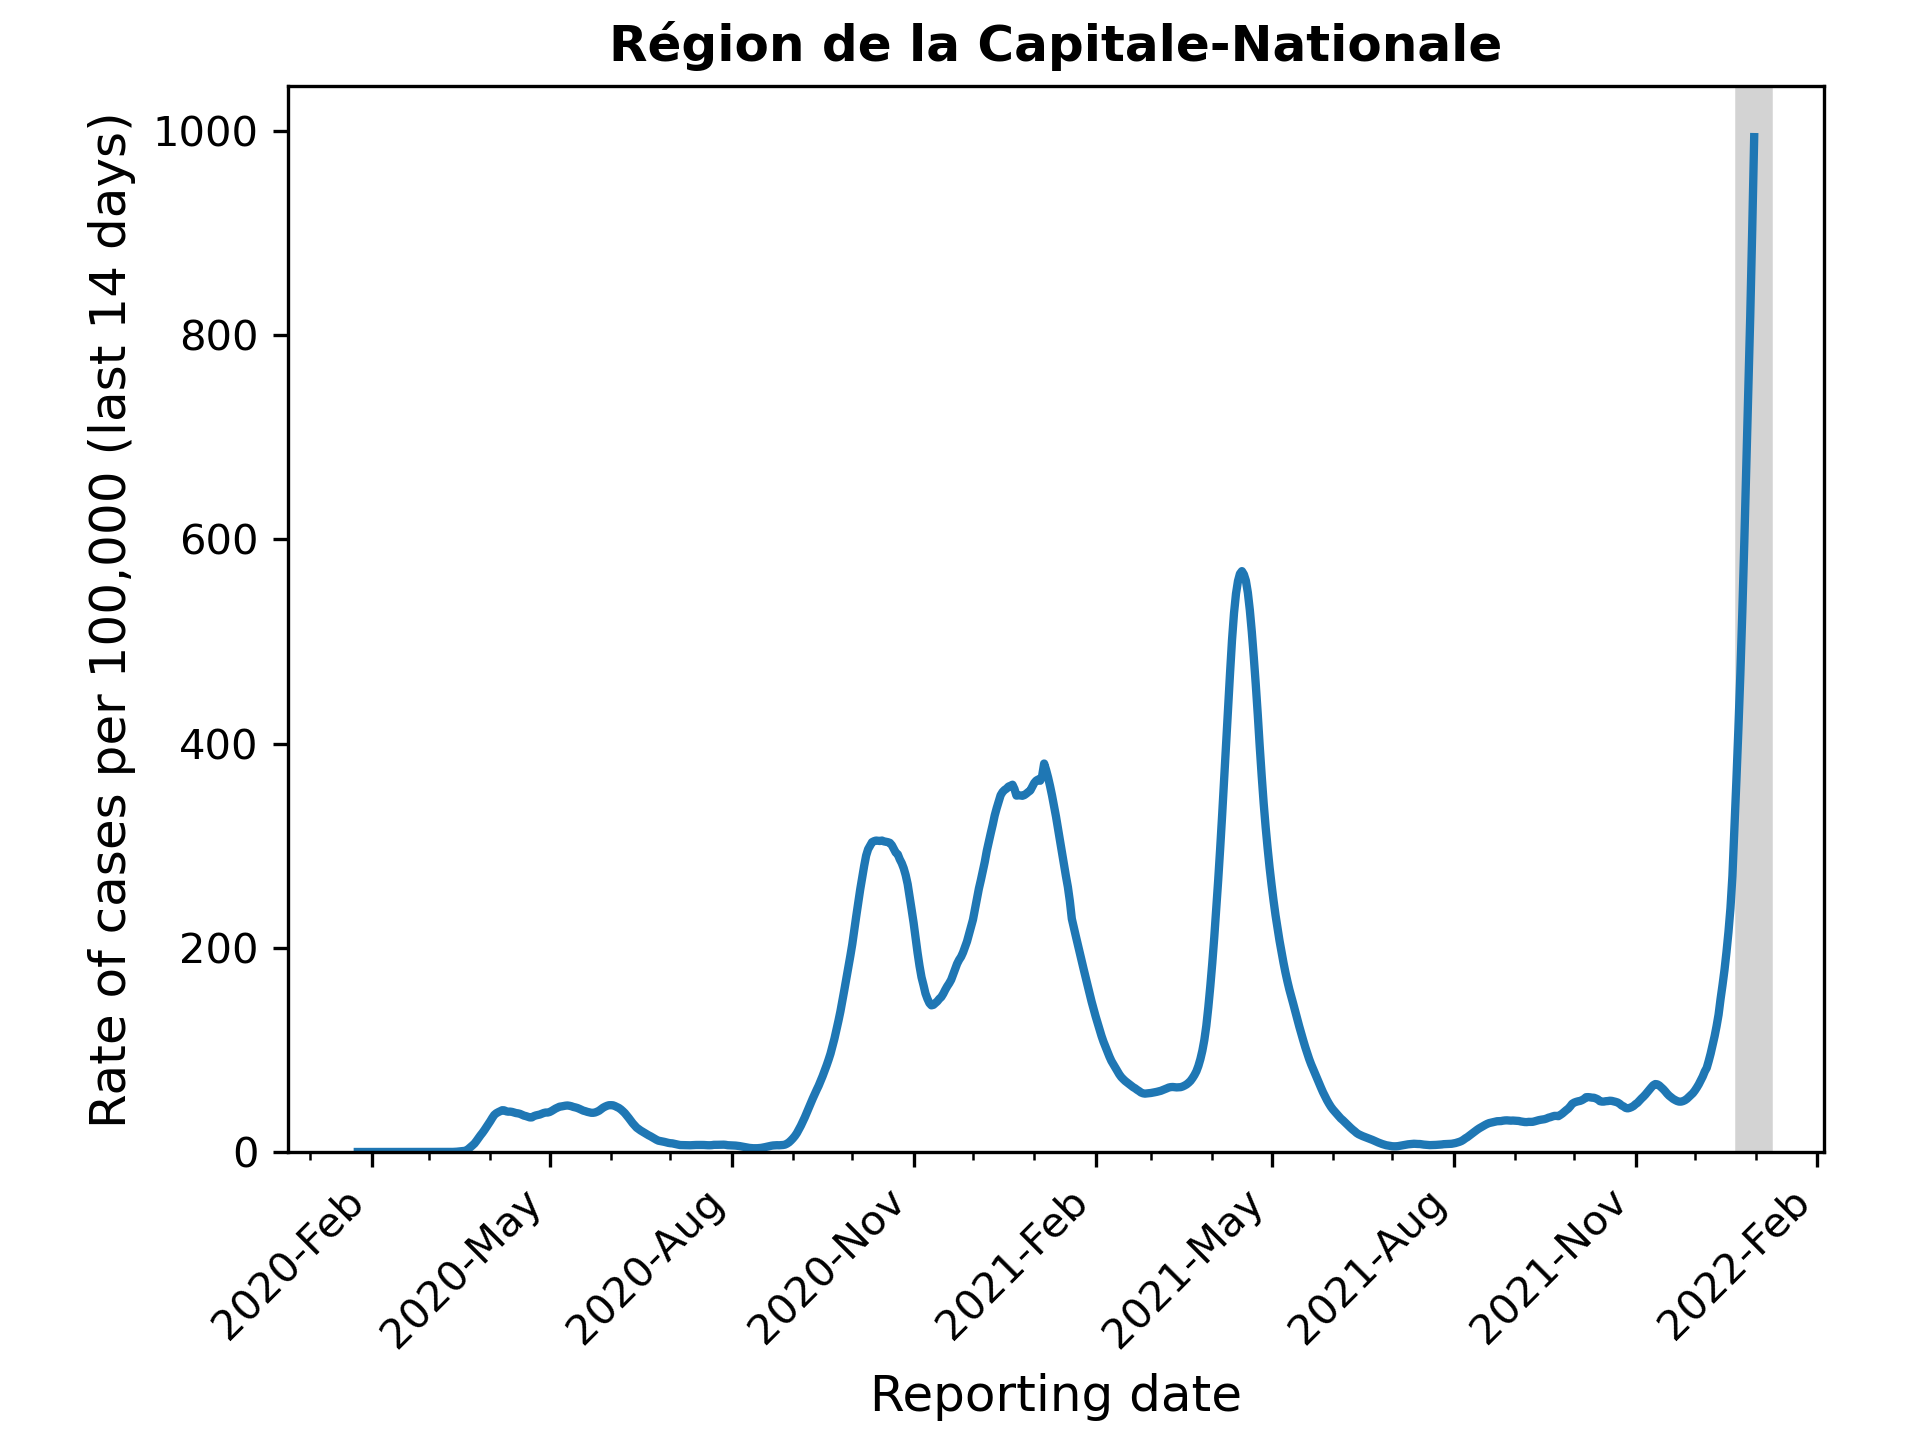 Région de la Capitale-Nationale
Rate of cases per 100,000 (last 14 days)
1000
800
600
400
200
0
2020-Feb
2020-May
2020-Aug
2020-Nov
2021-Feb
2021-May
2021-Aug
2021-Nov
2022-Feb
Reporting date